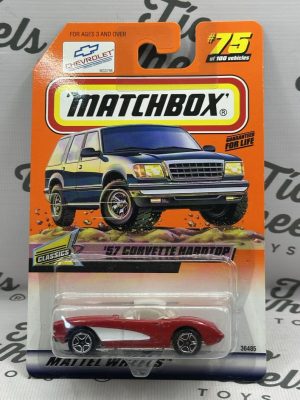 FOR AGES 3 AND OVER
CHEVROLET
#75
of 100 vehicles
MATCHBOX®
GUARANTEED
FOR LIFE
CLASSICS
'57 CORVETTE HARDTOP
36485
MATTEL WHEELS